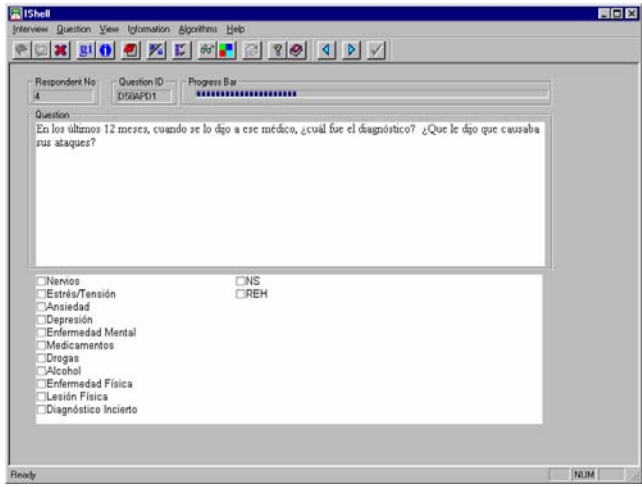 IShell
Interview Question View Information Algorithms Help
Respondent No Question ID Progress Bar
4 D58APD1
Question
En los últimos 12 meses, cuando se lo dijo a ese médico, ¿cuál fue el diagnóstico? ¿Que le dijo que causaba
sus ataques?
Nervios NS
Estrés/Tensión REH
Ansiedad
Depresión
Enfermedad Mental
Medicamentos
Drogas
Alcohol
Enfermedad Física
Lesión Física
Diagnóstico Incierto
Ready NUM